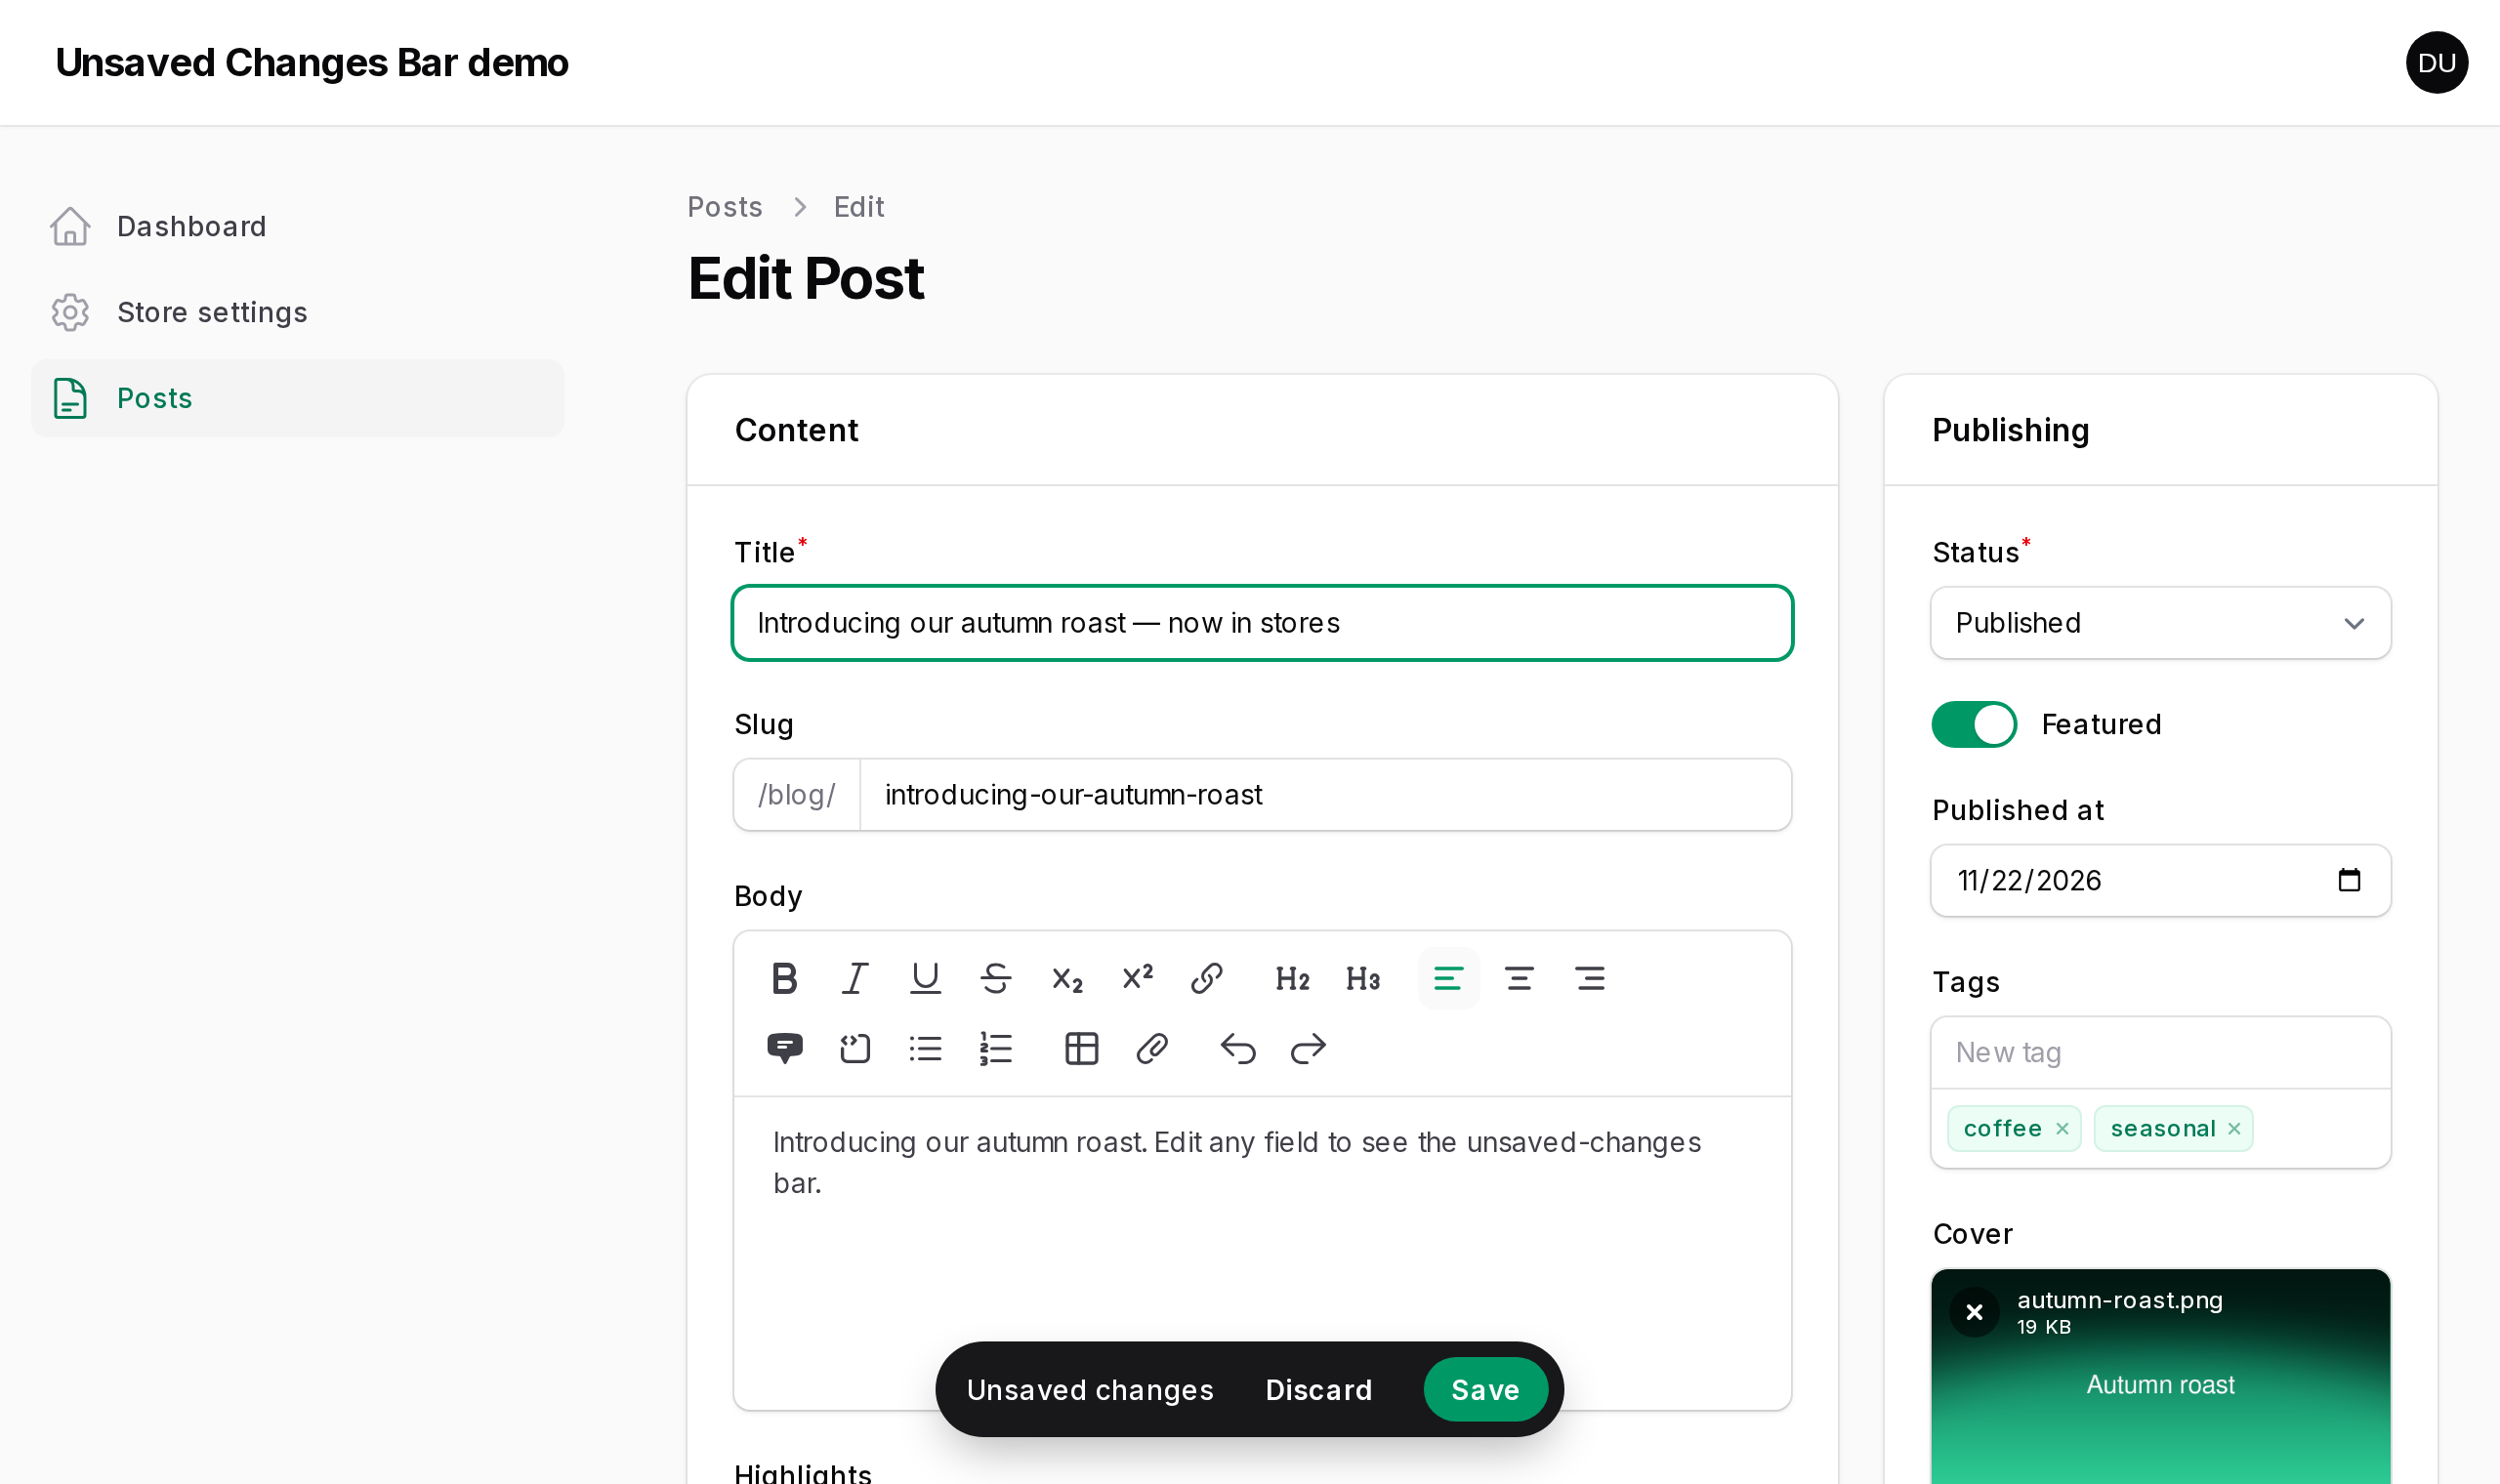 Unsaved Changes Bar demo
DU
Dashboard
Store settings
Posts
Posts > Edit
Edit Post
Content
Title*
Introducing our autumn roast — now in stores
Slug
/blog/ introducing-our-autumn-roast
Body
B I U S X₂ X² H2 H3
Introducing our autumn roast. Edit any field to see the unsaved-changes
bar.
Unsaved changes Discard Save
Highlights
Publishing
Status*
Published
Featured
Published at
11/22/2026
Tags
New tag
coffee × seasonal ×
Cover
autumn-roast.png
19 KB
Autumn roast